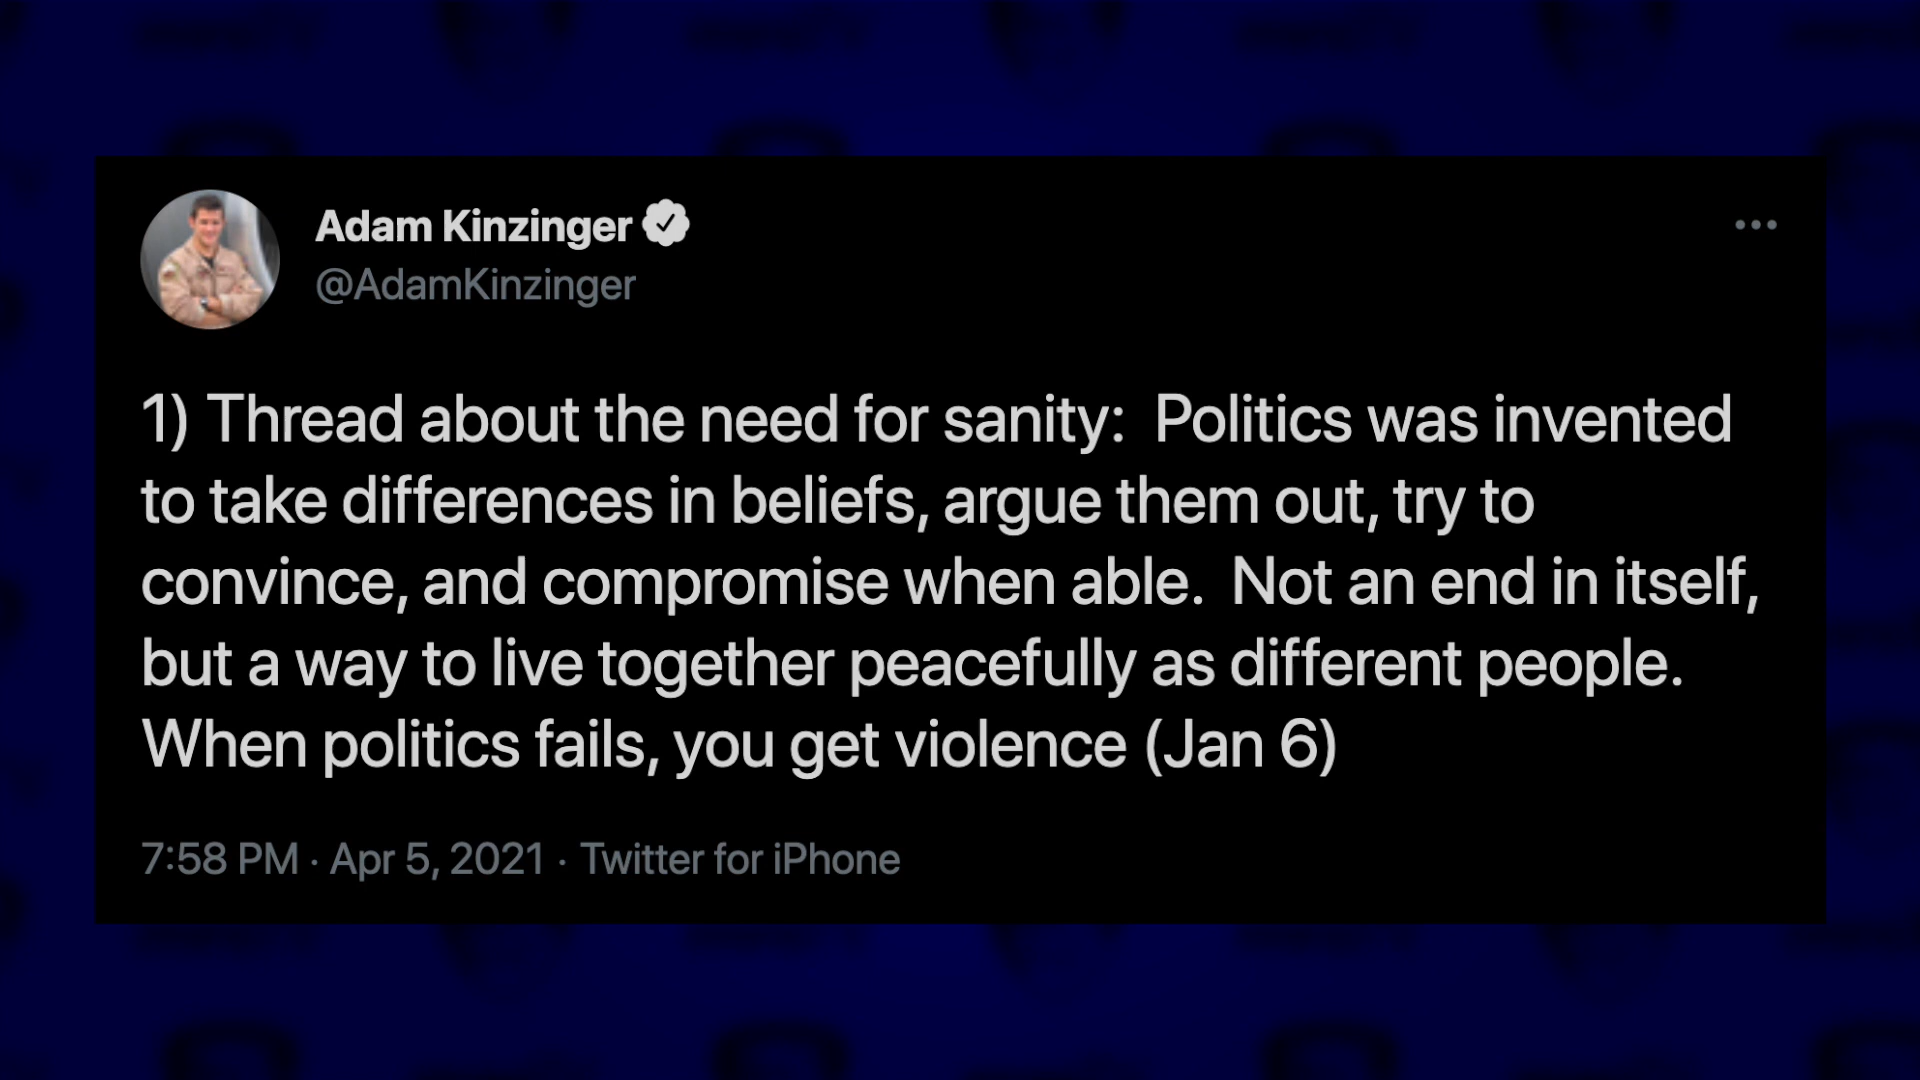 Adam Kinzinger
@AdamKinzinger
1) Thread about the need for sanity:  Politics was invented
to take differences in beliefs, argue them out, try to
convince, and compromise when able.  Not an end in itself,
but a way to live together peacefully as different people.
When politics fails, you get violence (Jan 6)
7:58 PM · Apr 5, 2021 · Twitter for iPhone